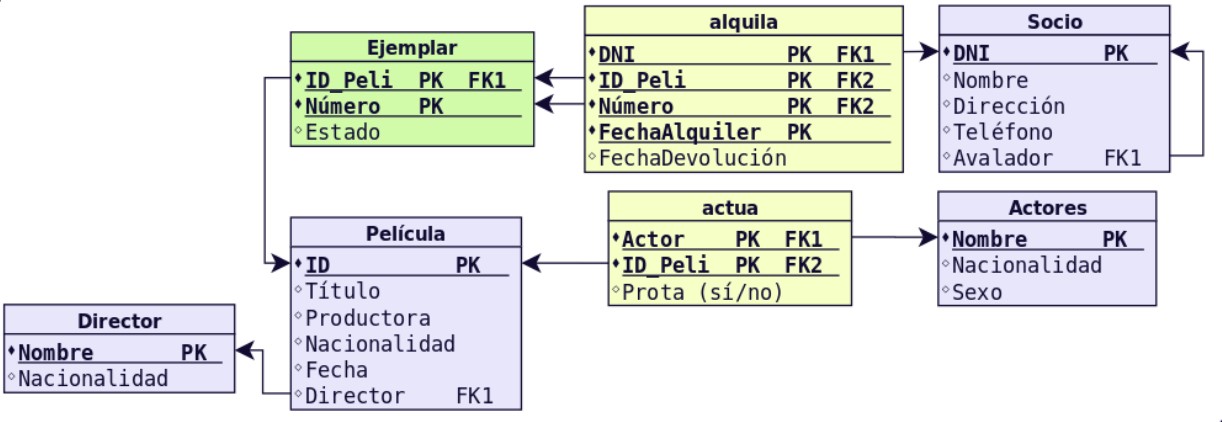 Ejemplar
ID_Peli PK FK1
Número PK
Estado
alquila
DNI PK FK1
ID_Peli PK FK2
Número PK FK2
FechaAlquiler PK
FechaDevolución
Socio
DNI PK
Nombre
Dirección
Teléfono
Avalador FK1
Película
ID PK
Título
Productora
Nacionalidad
Fecha
Director FK1
actua
Actor PK FK1
ID_Peli PK FK2
Prota (sí/no)
Actores
Nombre PK
Nacionalidad
Sexo
Director
Nombre PK
Nacionalidad